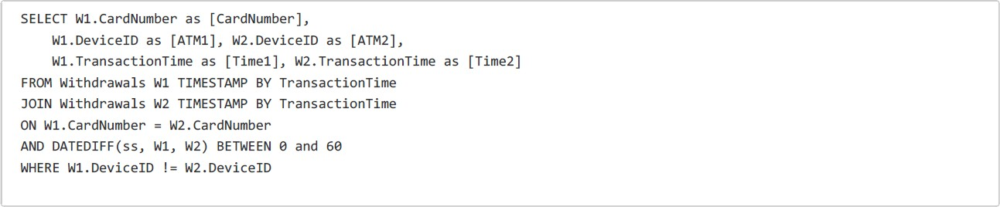 SELECT W1.CardNumber as [CardNumber],
    W1.DeviceID as [ATM1], W2.DeviceID as [ATM2],
    W1.TransactionTime as [Time1], W2.TransactionTime as [Time2]
FROM Withdrawals W1 TIMESTAMP BY TransactionTime
JOIN Withdrawals W2 TIMESTAMP BY TransactionTime
ON W1.CardNumber = W2.CardNumber
AND DATEDIFF(ss, W1, W2) BETWEEN 0 and 60
WHERE W1.DeviceID != W2.DeviceID